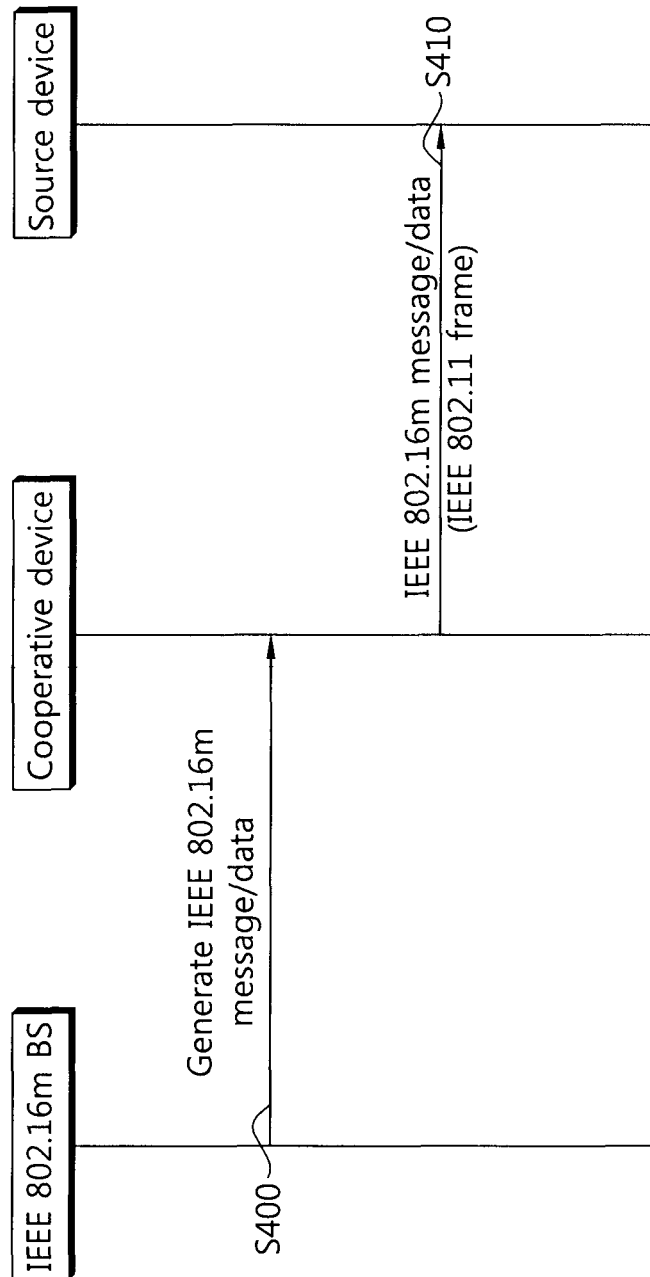 IEEE 802.16m BS
Cooperative device
Source device
S400
Generate IEEE 802.16m
message/data
IEEE 802.16m message/data
(IEEE 802.11 frame)
S410